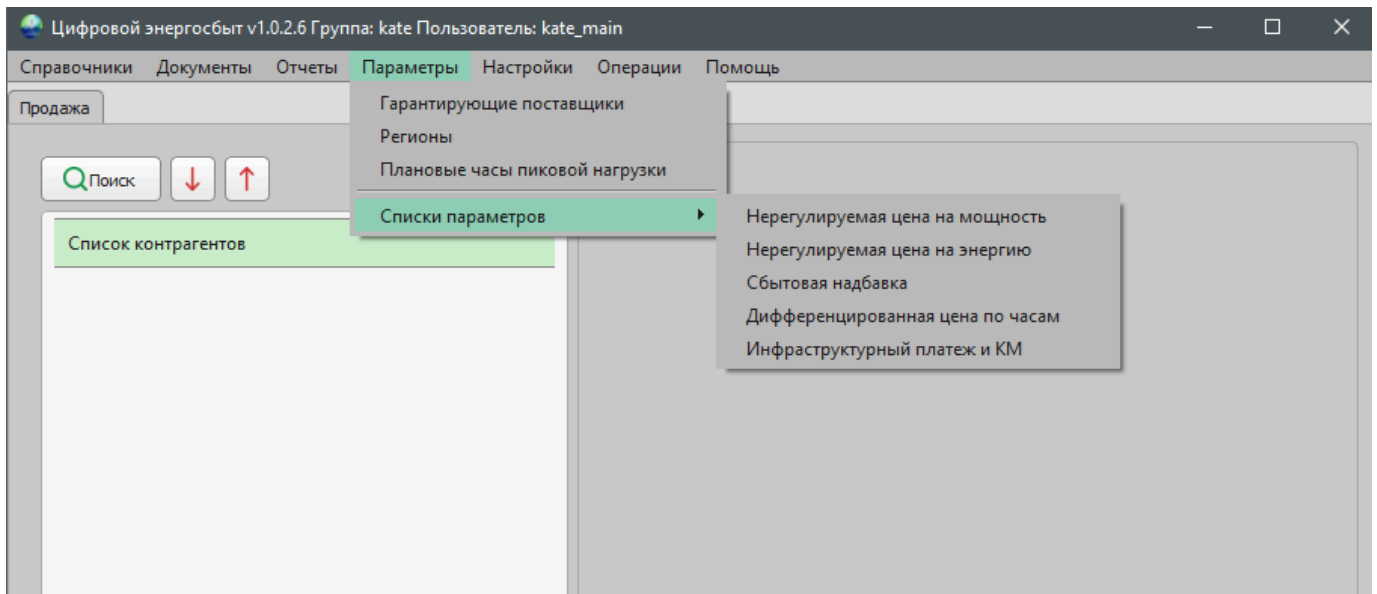 Цифровой энергосбыт v1.0.2.6 Группа: kate Пользователь: kate_main
Справочники Документы Отчеты Параметры Настройки Операции Помощь
Продажа
Гарантирующие поставщики
Регионы
Плановые часы пиковой нагрузки
Поиск
Списки параметров
Список контрагентов
Нерегулируемая цена на мощность
Нерегулируемая цена на энергию
Сбытовая надбавка
Дифференцированная цена по часам
Инфраструктурный платеж и КМ